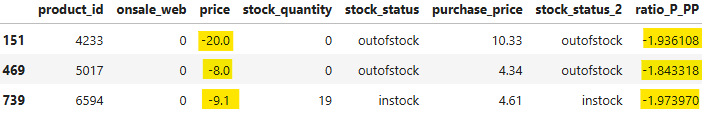 product_id onsale_web price stock_quantity stock_status purchase_price stock_status_2 ratio_P_PP
151 4233 0 -20.0 0 outofstock 10.33 outofstock -1.936108
469 5017 0 -8.0 0 outofstock 4.34 outofstock -1.843318
739 6594 0 -9.1 19 instock 4.61 instock -1.973970